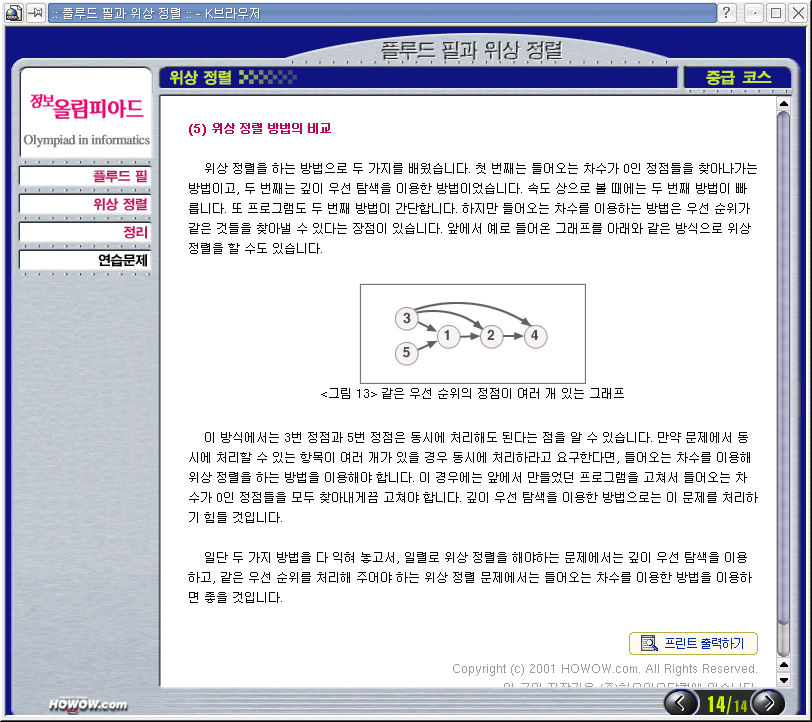 :: 플루드 필과 위상 정렬 :: - K브라우저
플루드 필과 위상 정렬
위상 정렬
중급 코스
정보올림피아드
Olympiad in informatics
플루드 필
위상 정렬
정리
연습문제
(5) 위상 정렬 방법의 비교
위상 정렬을 하는 방법으로 두 가지를 배웠습니다. 첫 번째는 들어오는 차수가 0인 정점들을 찾아나가는
방법이고, 두 번째는 깊이 우선 탐색을 이용한 방법이었습니다. 속도 상으로 볼 때에는 두 번째 방법이 빠
릅니다. 또 프로그램도 두 번째 방법이 간단합니다. 하지만 들어오는 차수를 이용하는 방법은 우선 순위가
같은 것들을 찾아낼 수 있다는 장점이 있습니다. 앞에서 예로 들어온 그래프를 아래와 같은 방식으로 위상
정렬을 할 수도 있습니다.
3
1
2
4
5
<그림 13> 같은 우선 순위의 정점이 여러 개 있는 그래프
이 방식에서는 3번 정점과 5번 정점은 동시에 처리해도 된다는 점을 알 수 있습니다. 만약 문제에서 동
시에 처리할 수 있는 항목이 여러 개가 있을 경우 동시에 처리하라고 요구한다면, 들어오는 차수를 이용해
위상 정렬을 하는 방법을 이용해야 합니다. 이 경우에는 앞에서 만들었던 프로그램을 고쳐서 들어오는 차
수가 0인 정점들을 모두 찾아내게끔 고쳐야 합니다. 깊이 우선 탐색을 이용한 방법으로는 이 문제를 처리하
기 힘들 것입니다.
일단 두 가지 방법을 다 익혀 놓고서, 일렬로 위상 정렬을 해야하는 문제에서는 깊이 우선 탐색을 이용
하고, 같은 우선 순위를 처리해 주어야 하는 위상 정렬 문제에서는 들어오는 차수를 이용한 방법을 이용하
면 좋을 것입니다.
프린트 출력하기
Copyright (c) 2001 HOWOW.com. All Rights Reserved.
HOWOW.com
14/14